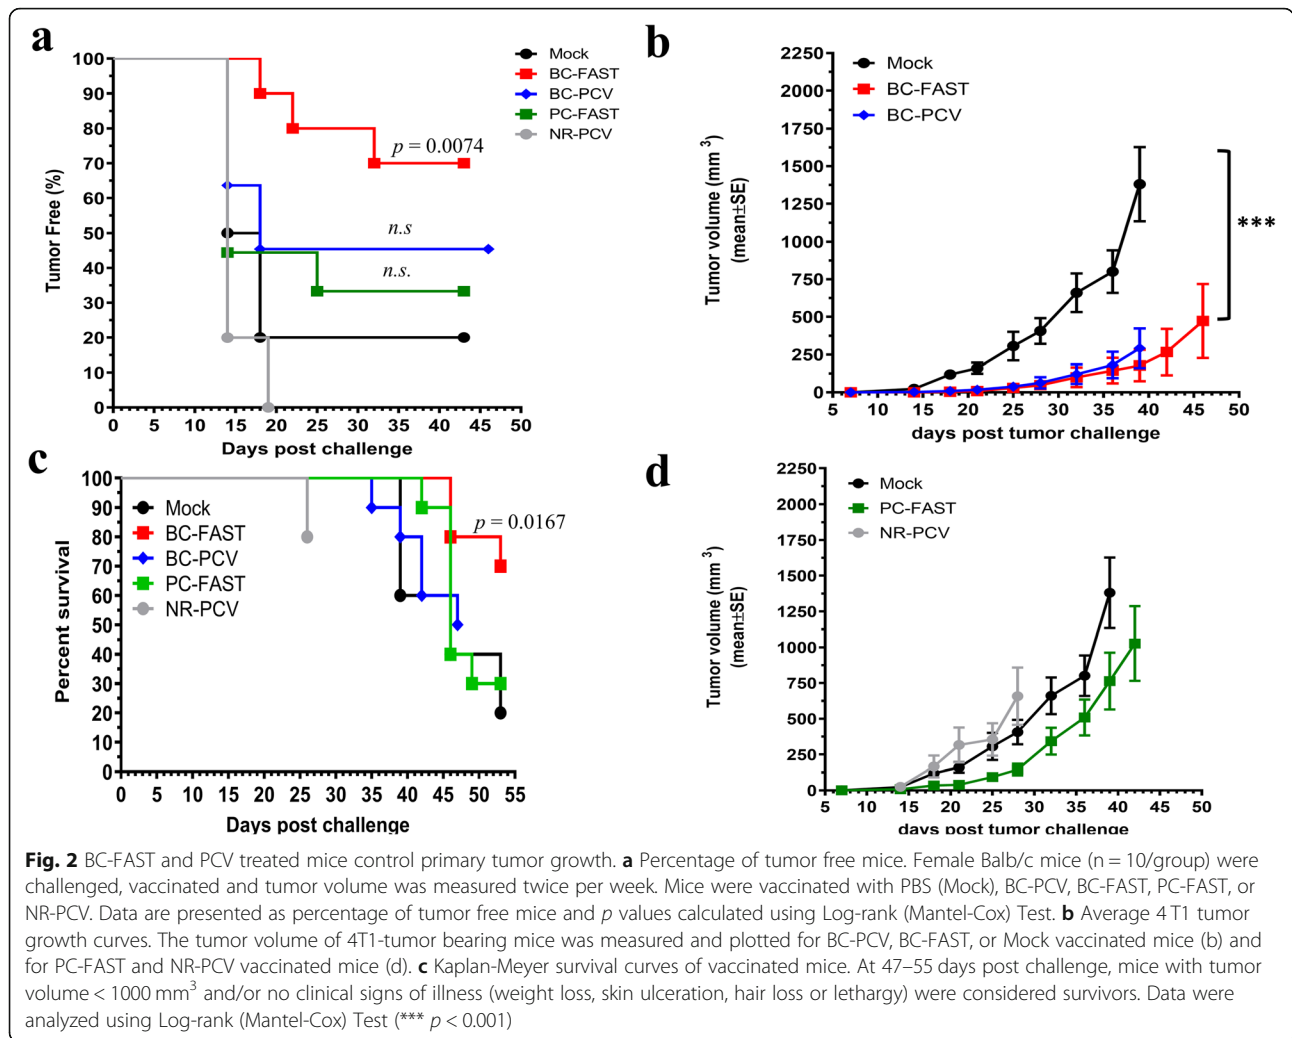 a
100
90
80
70
60
50
40
30
20
10
0
Tumor Free (%)
0 5 10 15 20 25 30 35 40 45 50
Days post challenge
Mock
BC-FAST
BC-PCV
PC-FAST
NR-PCV
p = 0.0074
n.s
n.s.
b
2250
2000
1750
1500
1250
1000
750
500
250
0
Tumor volume (mm 3)
(mean±SE)
5 10 15 20 25 30 35 40 45 50
days post tumor challenge
Mock
BC-FAST
BC-PCV
***
c
100
90
80
70
60
50
40
30
20
10
0
Percent survival
0 5 10 15 20 25 30 35 40 45 50 55
Days post challenge
Mock
BC-FAST
BC-PCV
PC-FAST
NR-PCV
p = 0.0167
d
2250
2000
1750
1500
1250
1000
750
500
250
0
Tumor volume (mm 3)
(mean±SE)
5 10 15 20 25 30 35 40 45 50
days post tumor challenge
Mock
PC-FAST
NR-PCV
Fig. 2 BC-FAST and PCV treated mice control primary tumor growth. a Percentage of tumor free mice. Female Balb/c mice (n = 10/group) were
challenged, vaccinated and tumor volume was measured twice per week. Mice were vaccinated with PBS (Mock), BC-PCV, BC-FAST, PC-FAST, or
NR-PCV. Data are presented as percentage of tumor free mice and p values calculated using Log-rank (Mantel-Cox) Test. b Average 4 T1 tumor
growth curves. The tumor volume of 4T1-tumor bearing mice was measured and plotted for BC-PCV, BC-FAST, or Mock vaccinated mice (b) and
for PC-FAST and NR-PCV vaccinated mice (d). c Kaplan-Meyer survival curves of vaccinated mice. At 47–55 days post challenge, mice with tumor
volume < 1000 mm3 and/or no clinical signs of illness (weight loss, skin ulceration, hair loss or lethargy) were considered survivors. Data were
analyzed using Log-rank (Mantel-Cox) Test (*** p < 0.001)